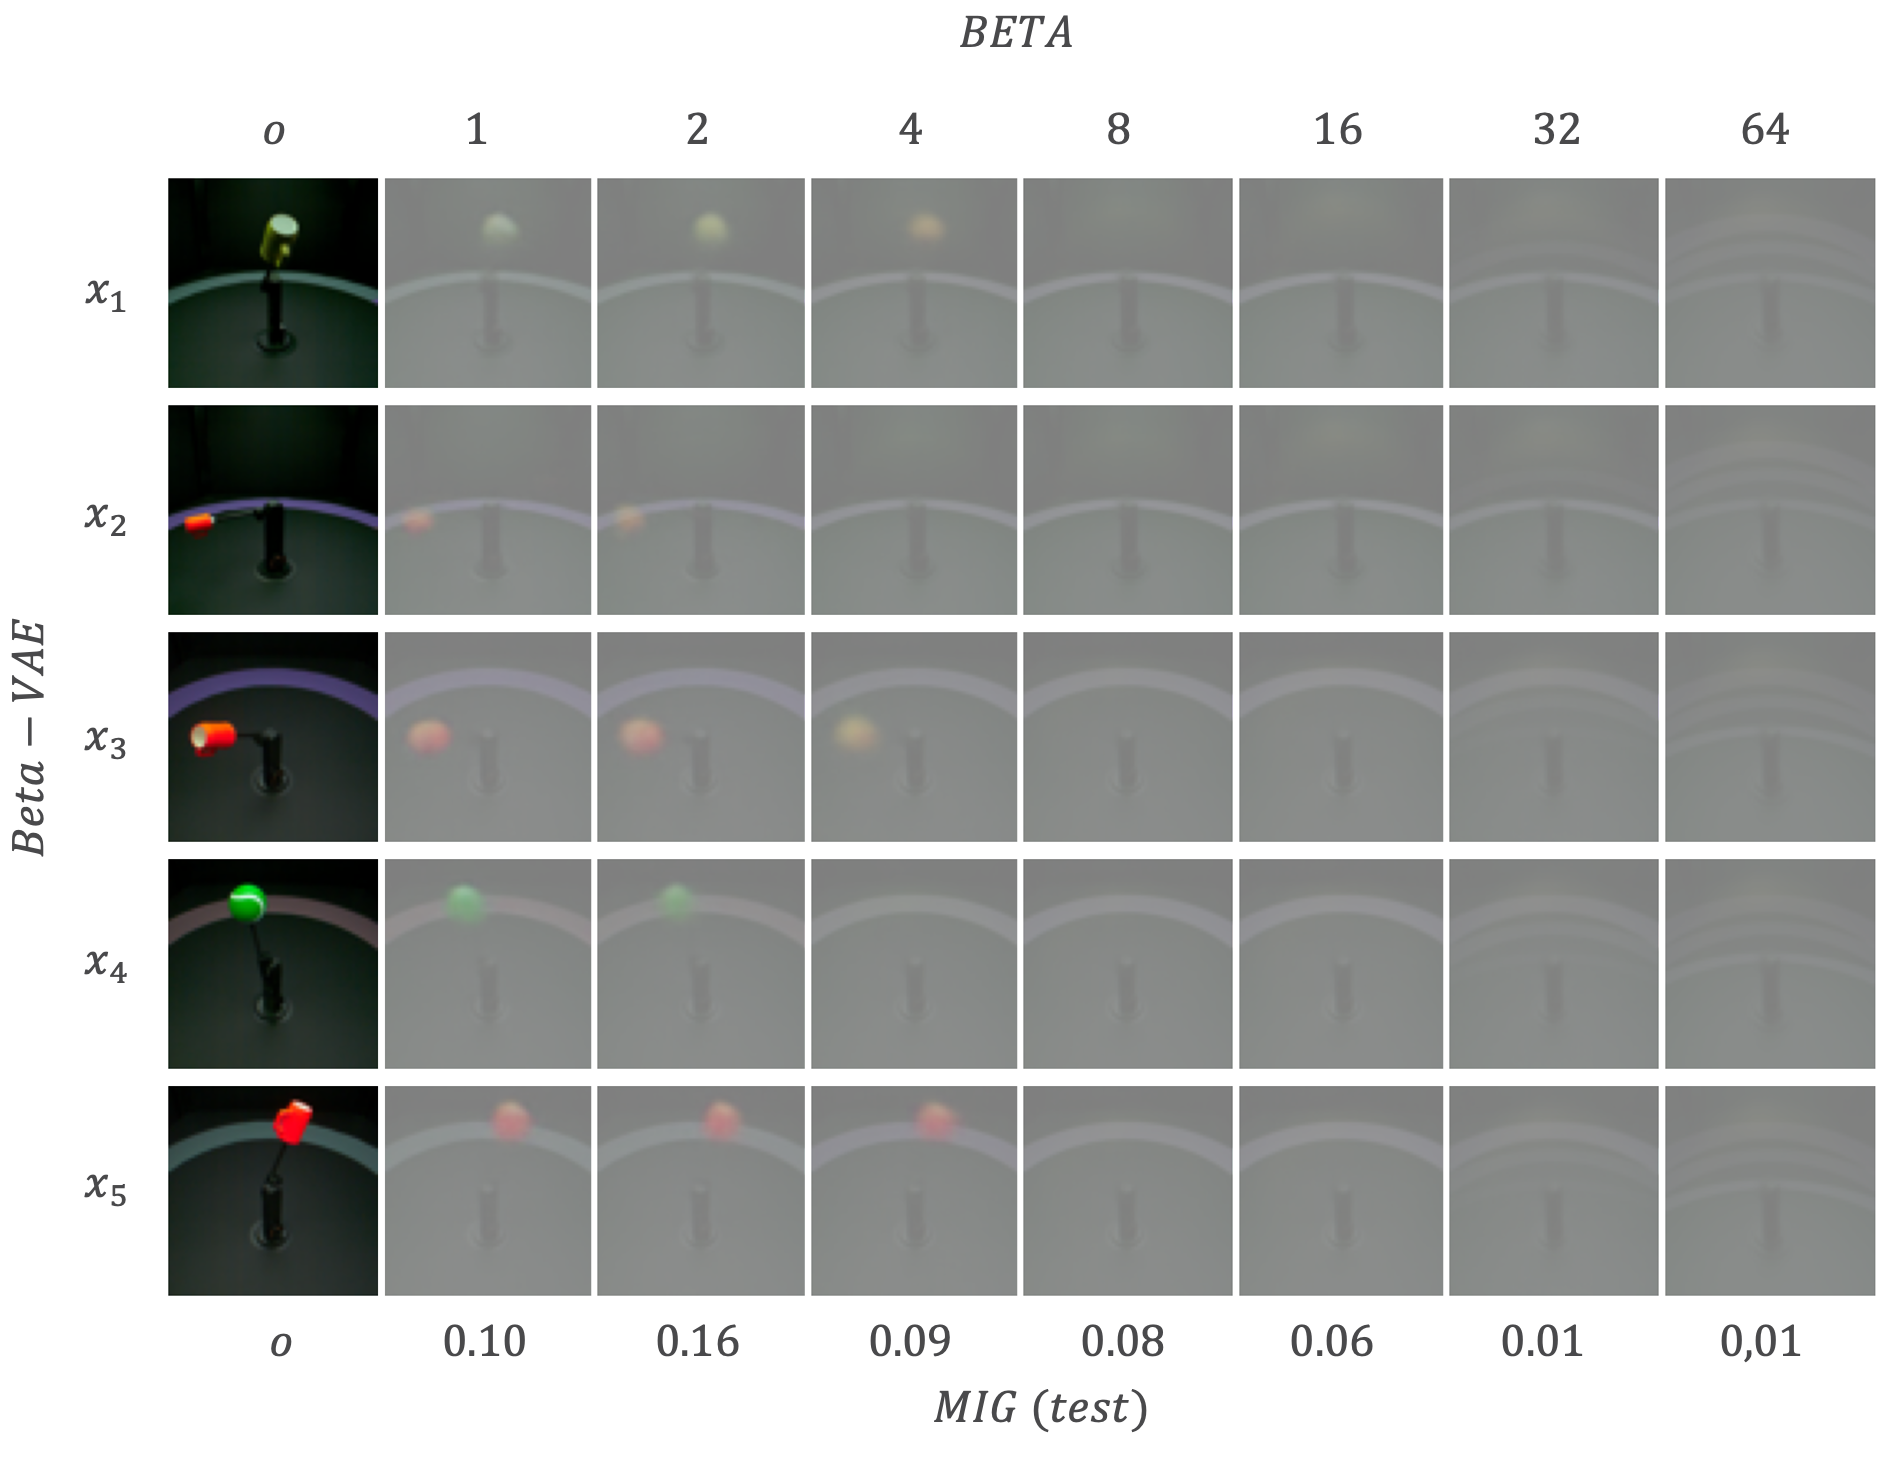 BETA
o 1 2 4 8 16 32 64
x1
x2
x3
x4
x5
Beta − VAE
o 0.10 0.16 0.09 0.08 0.06 0.01 0,01
MIG (test)